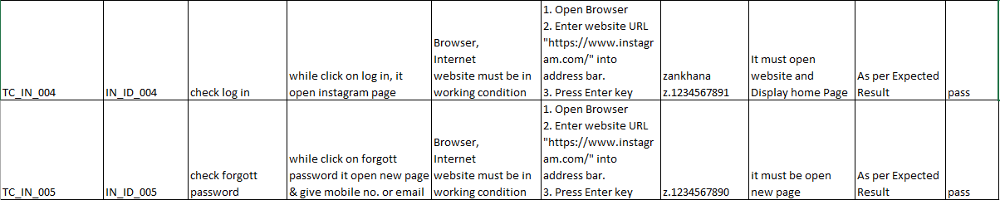 TC_IN_004
IN_ID_004
check log in
while click on log in, it
open instagram page
Browser,
Internet
website must be in
working condition
1. Open Browser
2. Enter website URL
"https://www.instagr
am.com/" into
address bar.
3. Press Enter key
zankhana
z.1234567891
It must open
website and
Display home Page
As per Expected
Result
pass
TC_IN_005
IN_ID_005
check forgott
password
while click on forgott
password it open new page
& give mobile no. or email
Browser,
Internet
website must be in
working condition
1. Open Browser
2. Enter website URL
"https://www.instagr
am.com/" into
address bar.
3. Press Enter key
z.1234567890
it must be open
new page
As per Expected
Result
pass